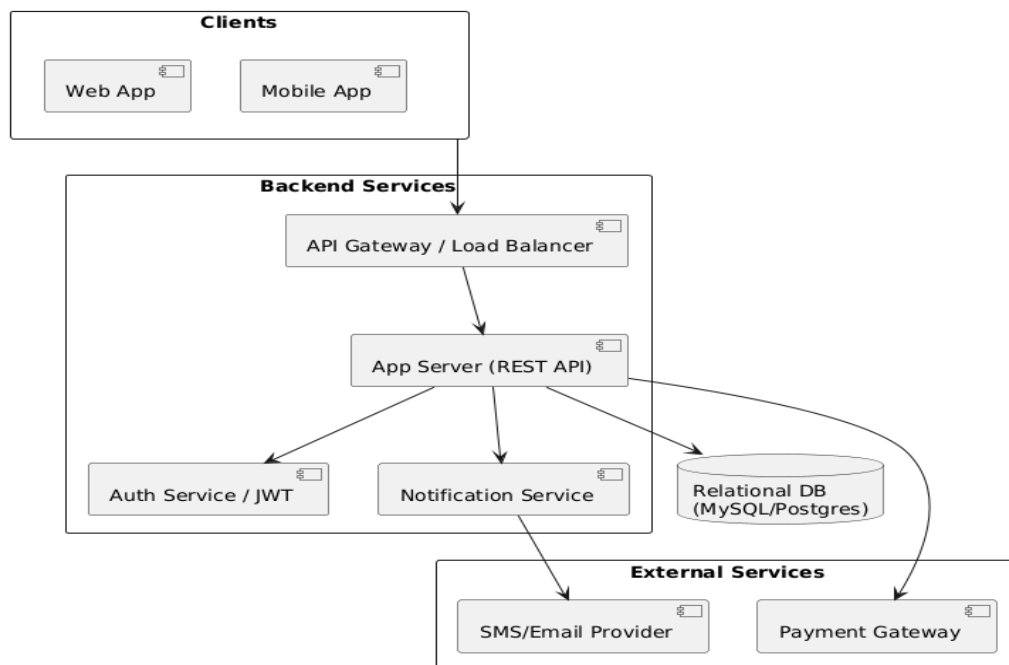 Clients
Web App
Mobile App
Backend Services
API Gateway / Load Balancer
App Server (REST API)
Auth Service / JWT
Notification Service
Relational DB
(MySQL/Postgres)
External Services
SMS/Email Provider
Payment Gateway